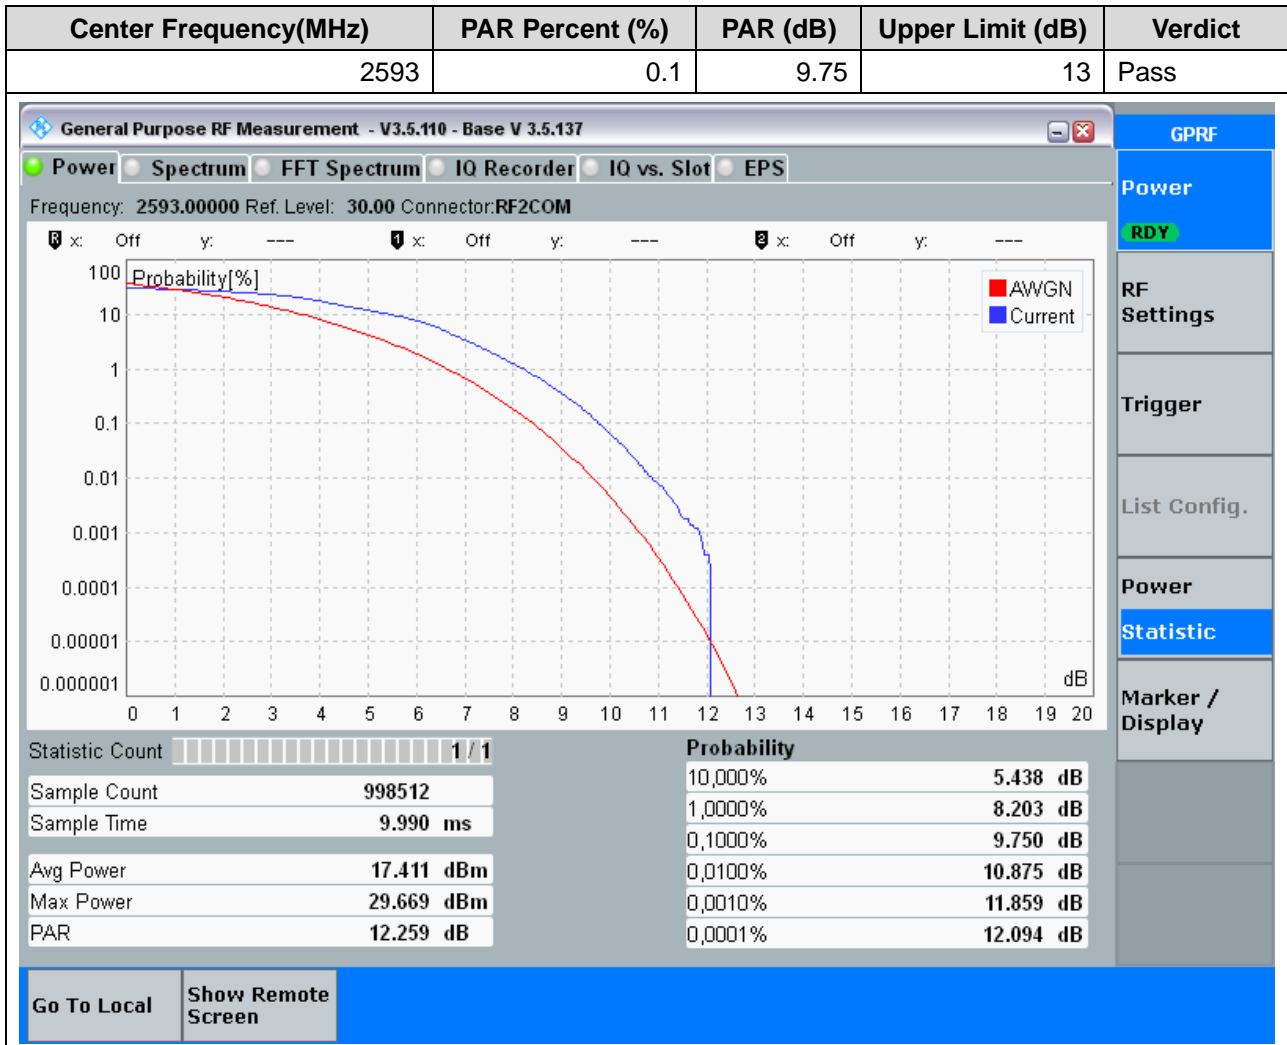 Center Frequency(MHz) PAR Percent (%) PAR (dB) Upper Limit (dB) Verdict
2593 0.1 9.75 13 Pass
General Purpose RF Measurement - V3.5.110 - Base V 3.5.137
GPRF
Power Spectrum FFT Spectrum IQ Recorder IQ vs. Slot EPS
Power
RDY
Frequency: 2593.00000 Ref. Level: 30.00 Connector:RF2COM
R x: Off y: --- 1 x: Off y: --- 2 x: Off y: ---
Probability[%]
AWGN
Current
100
10
1
0.1
0.01
0.001
0.0001
0.00001
0.000001
dB
0 1 2 3 4 5 6 7 8 9 10 11 12 13 14 15 16 17 18 19 20
RF
Settings
Trigger
List Config.
Power
Statistic
Marker /
Display
Statistic Count 1 / 1
Sample Count 998512
Sample Time 9.990 ms
Avg Power 17.411 dBm
Max Power 29.669 dBm
PAR 12.259 dB
Probability
10,000% 5.438 dB
1,0000% 8.203 dB
0,1000% 9.750 dB
0,0100% 10.875 dB
0,0010% 11.859 dB
0,0001% 12.094 dB
Go To Local
Show Remote
Screen